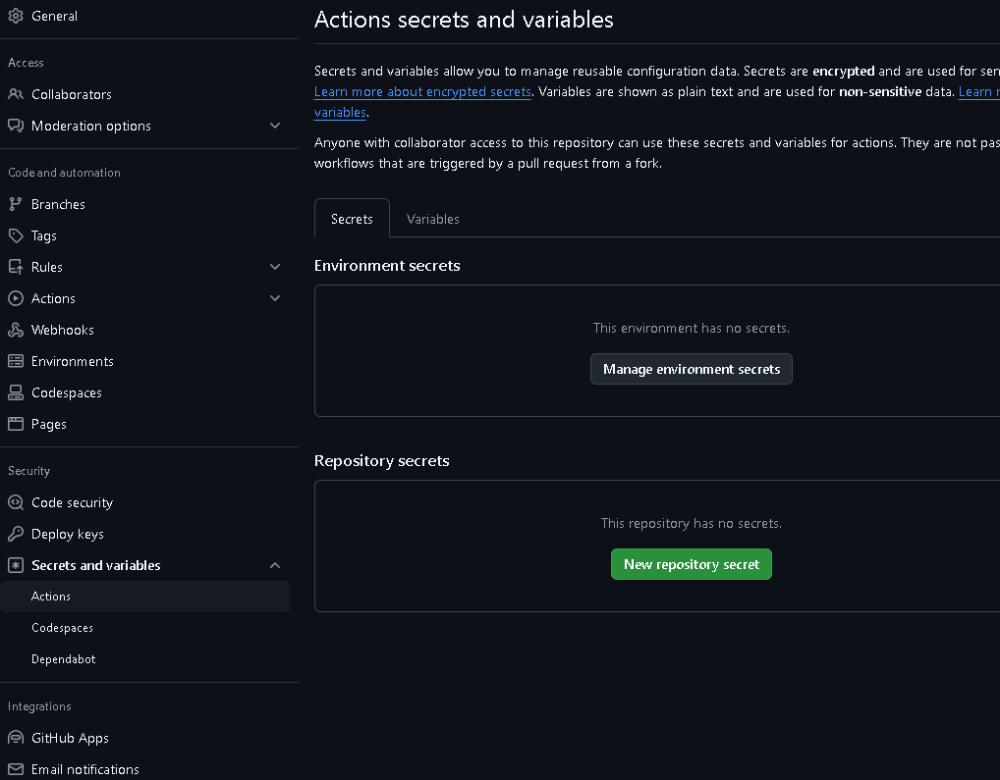 General
Access
Collaborators
Moderation options
Code and automation
Branches
Tags
Rules
Actions
Webhooks
Environments
Codespaces
Pages
Security
Code security
Deploy keys
Secrets and variables
Actions
Codespaces
Dependabot
Integrations
GitHub Apps
Email notifications
Actions secrets and variables
Secrets and variables allow you to manage reusable configuration data. Secrets are encrypted and are used for
Learn more about encrypted secrets. Variables are shown as plain text and are used for non-sensitive data. Learn
variables.
Anyone with collaborator access to this repository can use these secrets and variables for actions. They are not
workflows that are triggered by a pull request from a fork.
Secrets
Variables
Environment secrets
This environment has no secrets.
Manage environment secrets
Repository secrets
This repository has no secrets.
New repository secret